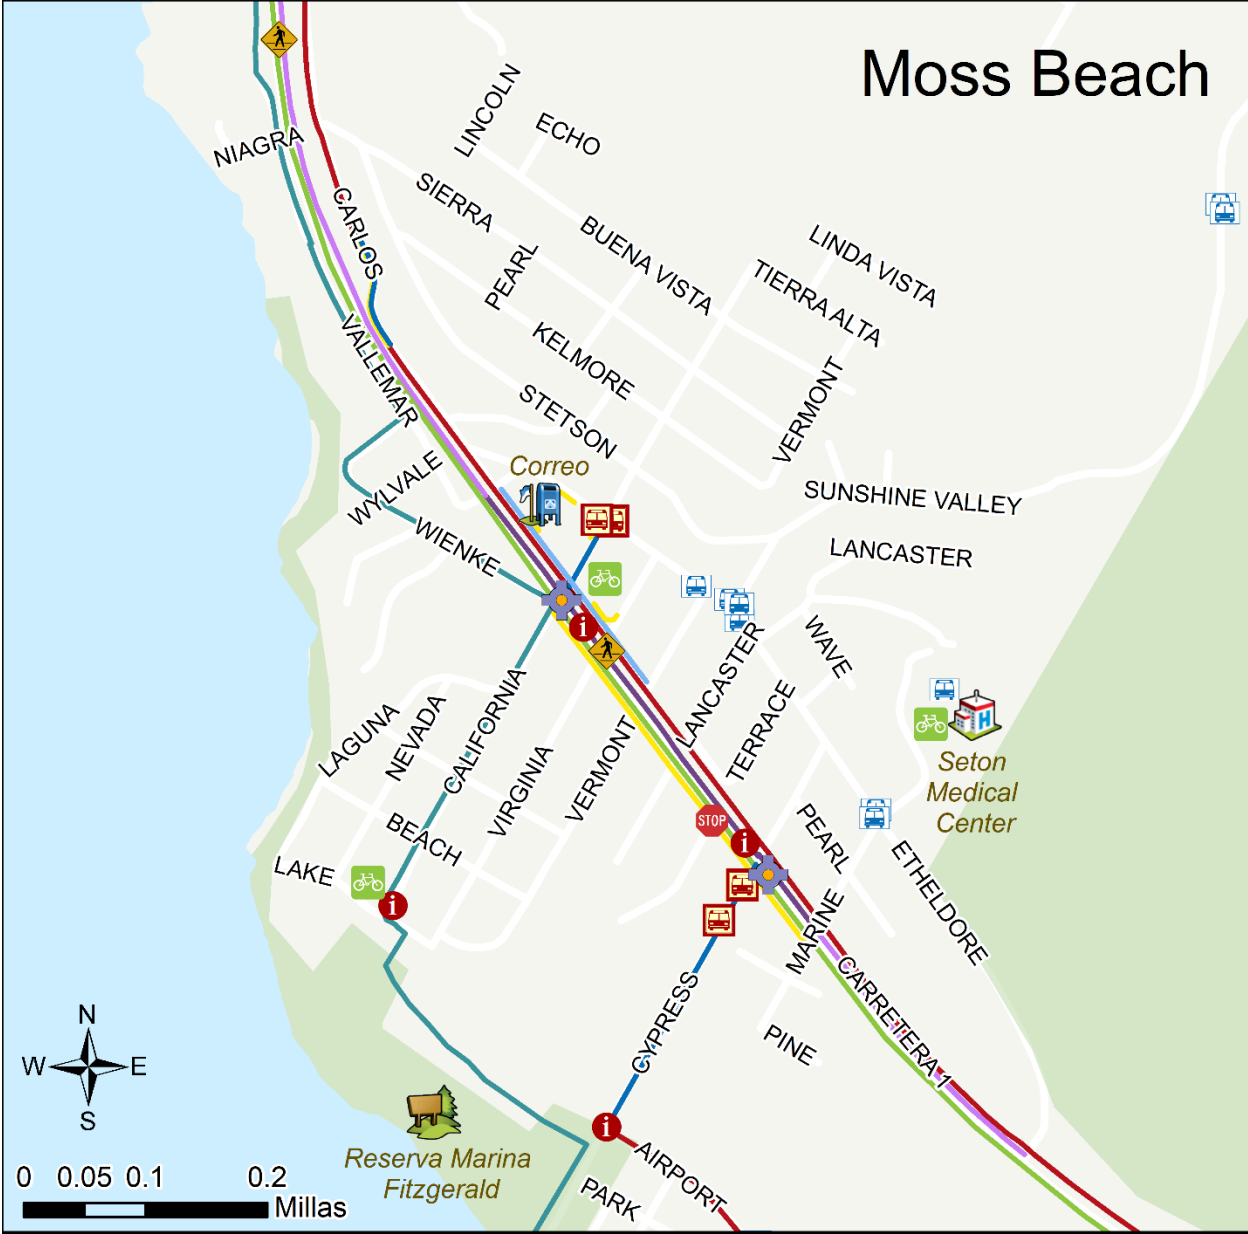 Moss Beach
LINCOLN
ECHO
NIAGRA
SIERRA
CARLOS
BUENA VISTA
LINDA VISTA
PEARL
TIERRA ALTA
VALLEMAR
KELMORE
STETSON
VERMONT
Correo
WYLVALE
SUNSHINE VALLEY
WIENKE
LANCASTER
i
LANCASTER
WAVE
H
LAGUNA
NEVADA
CALIFORNIA
TERRACE
VIRGINIA
VERMONT
Seton
Medical
Center
STOP
BEACH
PEARL
i
LAKE
ETHELDORE
i
MARINE
CARRETERA 1
CYPRESS
PINE
N
W E
S
i
Reserva Marina
Fitzgerald
AIRPORT
PARK
0 0.05 0.1 0.2
Millas